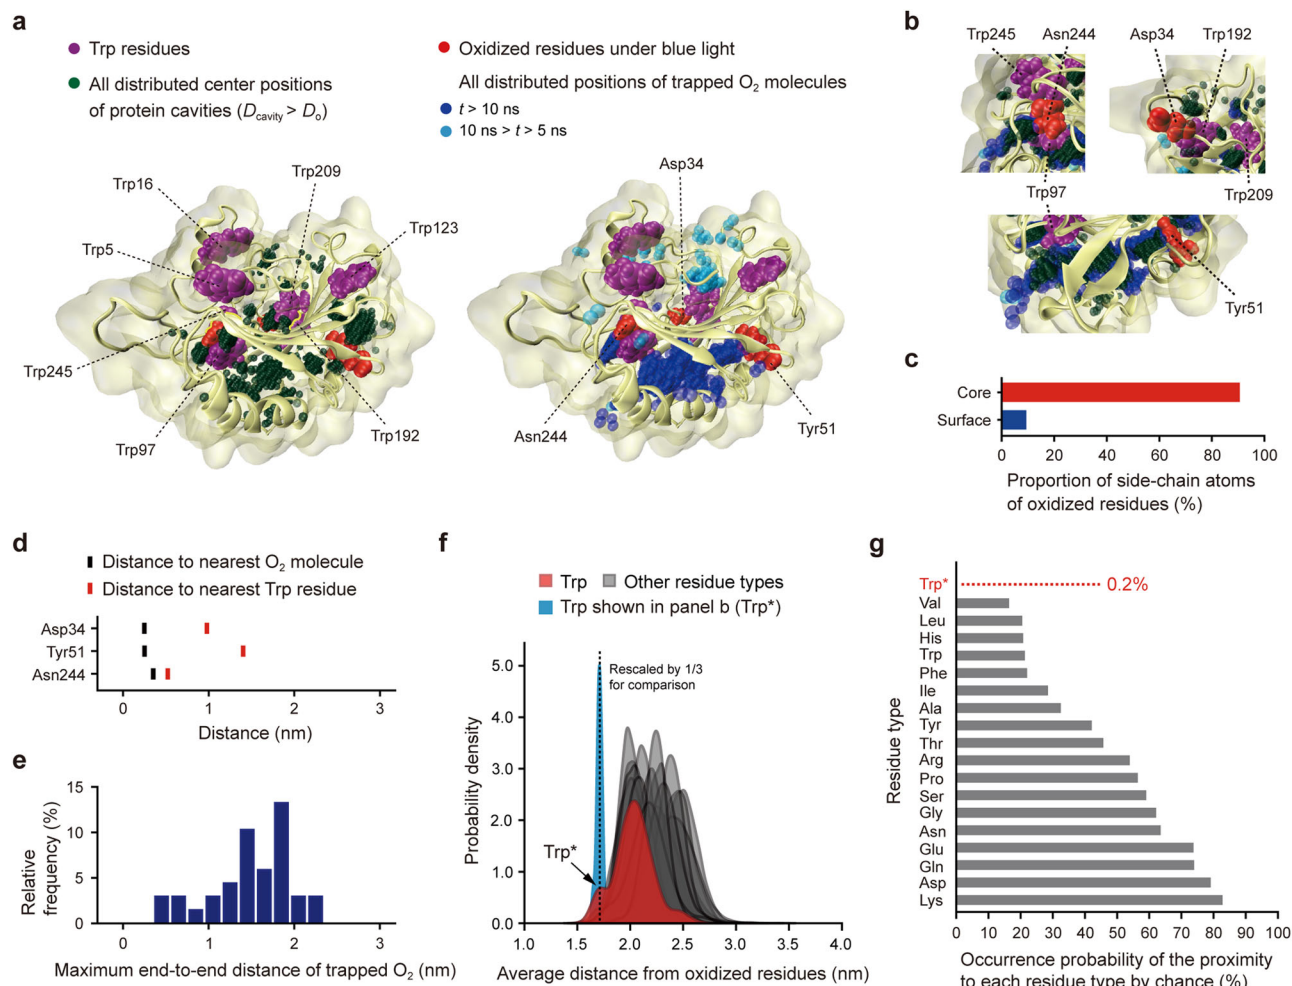 a
Trp residues
All distributed center positions
of protein cavities (Dcavity > Do)
Oxidized residues under blue light
All distributed positions of trapped O2 molecules
t > 10 ns
10 ns > t > 5 ns
Trp16
Trp209
Trp5
Trp123
Trp245
Trp97
Trp192
Asp34
Asn244
Tyr51
b
Trp245
Asn244
Asp34
Trp192
Trp97
Trp209
Tyr51
c
Core
Surface
0 20 40 60 80 100
Proportion of side-chain atoms
of oxidized residues (%)
d
Distance to nearest O2 molecule
Distance to nearest Trp residue
Asp34
Tyr51
Asn244
0 1 2 3
Distance (nm)
e
Relative
frequency (%)
15
10
5
0
0 1 2 3
Maximum end-to-end distance of trapped O2 (nm)
f
Trp Other residue types
Trp shown in panel b (Trp*)
Rescaled by 1/3
for comparison
Probability density
5.0
4.0
3.0
2.0
1.0
0.0
Trp*
1.0 1.5 2.0 2.5 3.0 3.5 4.0
Average distance from oxidized residues (nm)
g
Residue type
Trp* 0.2%
Val
Leu
His
Trp
Phe
Ile
Ala
Tyr
Thr
Arg
Pro
Ser
Gly
Asn
Glu
Gln
Asp
Lys
0 10 20 30 40 50 60 70 80 90 100
Occurrence probability of the proximity
to each residue type by chance (%)